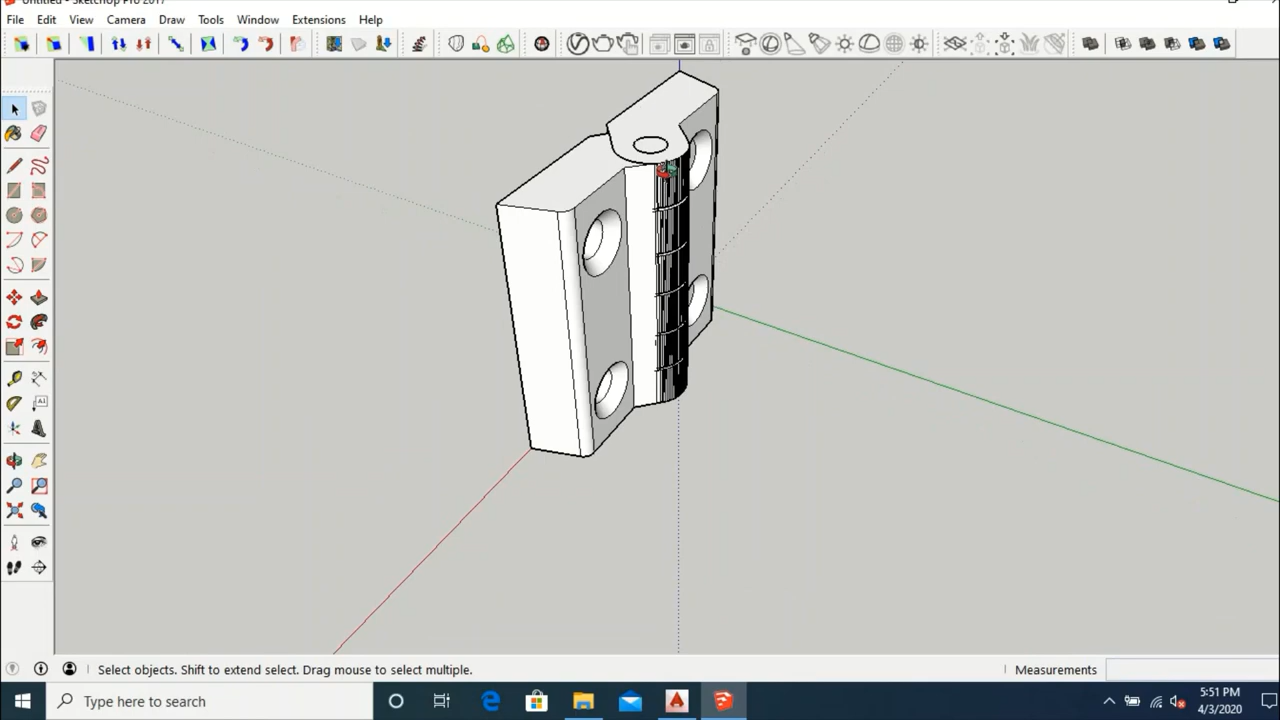 Untitled - SketchUp Pro 2017
File Edit View Camera Draw Tools Window Extensions Help
A1
Select objects. Shift to extend select. Drag mouse to select multiple.
Measurements
Type here to search
5:51 PM
4/3/2020